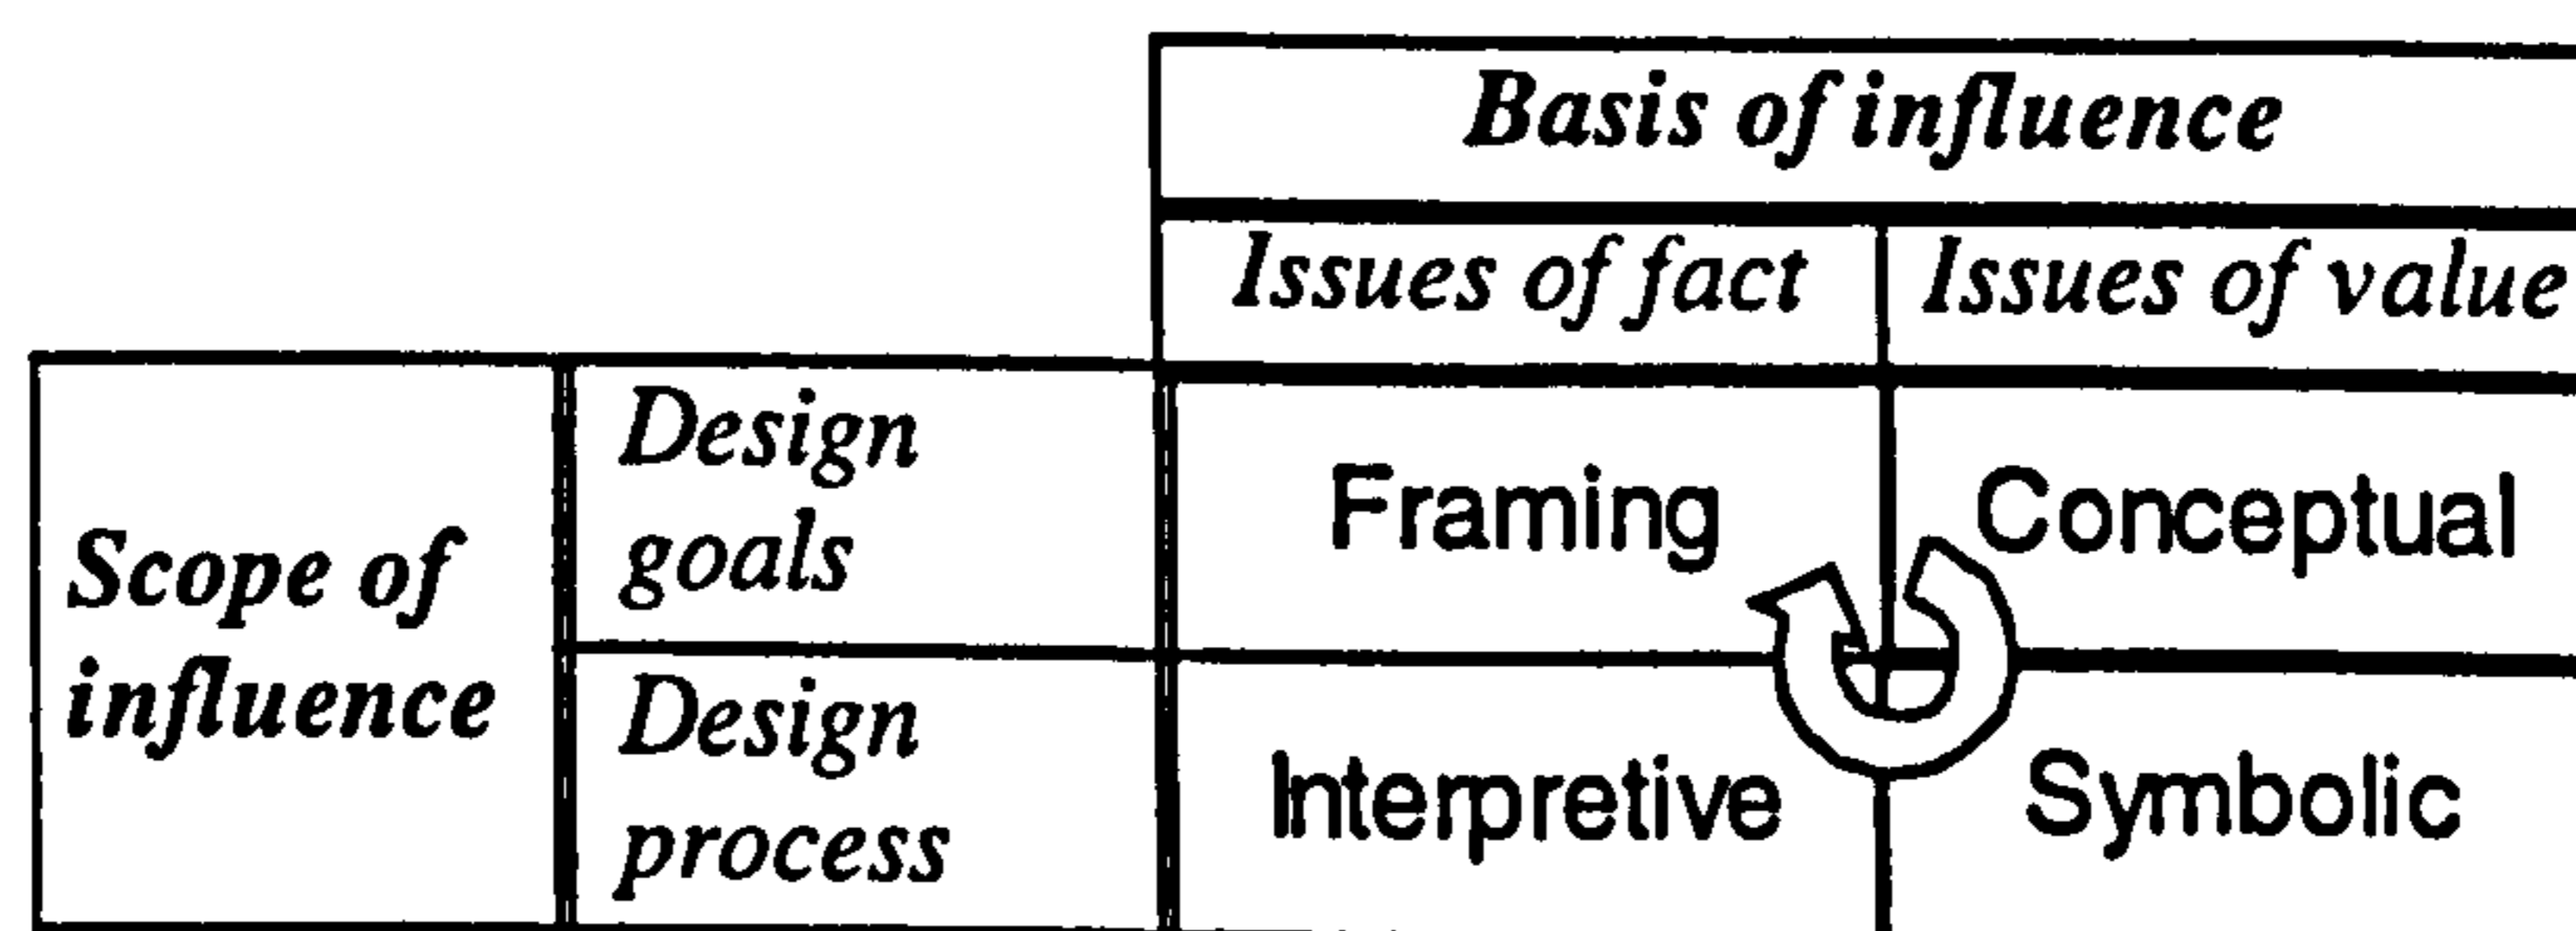 Basis of influence
Issues of fact
Issues of value
Design
goals
Framing
Conceptual
Scope of
influence
Design
process
Interpretive
Symbolic